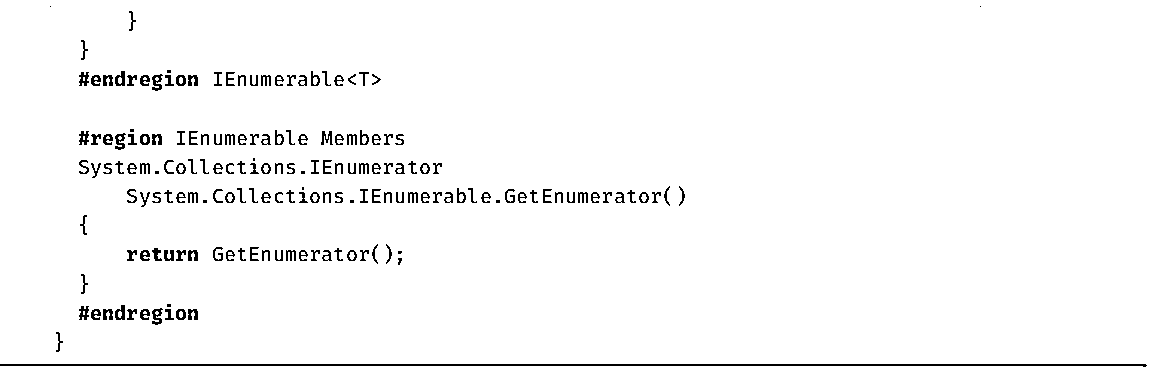 }
    }
    #endregion IEnumerable<T>

    #region IEnumerable Members
    System.Collections.IEnumerator
        System.Collections.IEnumerable.GetEnumerator()
    {
        return GetEnumerator();
    }
    #endregion
}